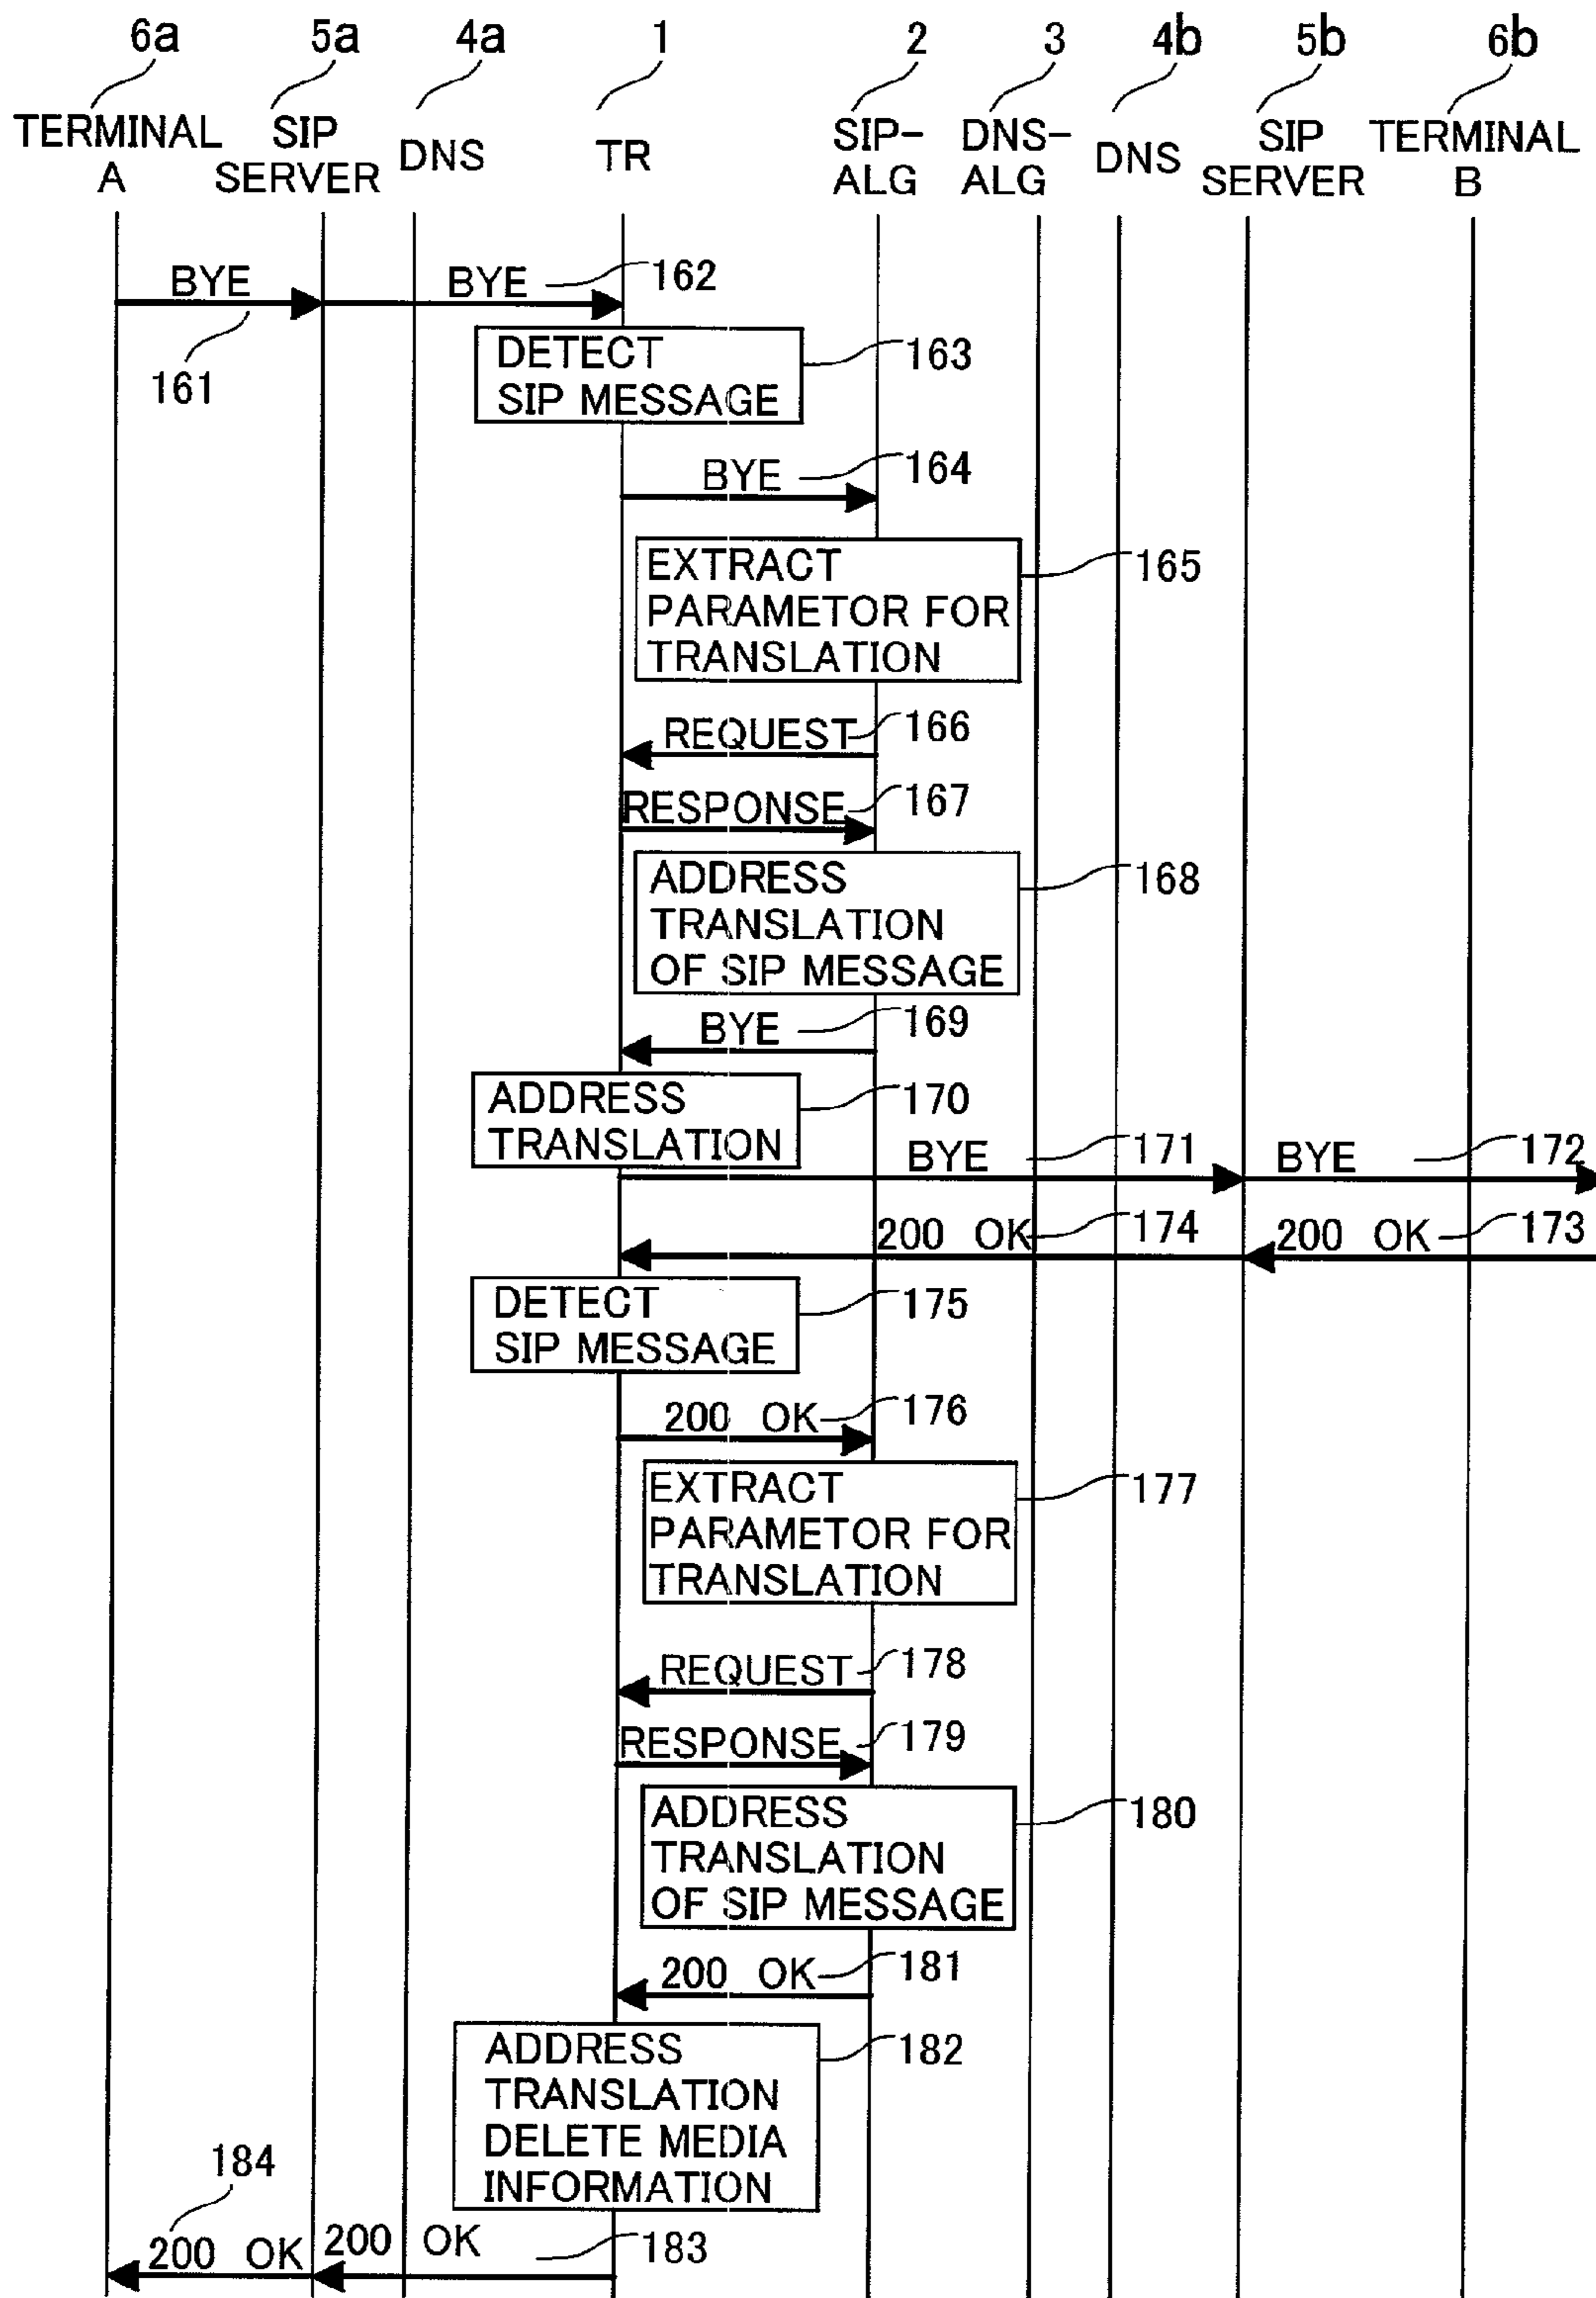 6a 5a 4a 1 2 3 4b 5b 6b
TERMINAL A
SIP SERVER
DNS
TR
SIP-ALG
DNS-ALG
DNS
SIP SERVER
TERMINAL B
BYE
161
BYE 162
DETECT
SIP MESSAGE
163
BYE 164
EXTRACT
PARAMETOR FOR
TRANSLATION
165
REQUEST 166
RESPONSE 167
ADDRESS
TRANSLATION
OF SIP MESSAGE
168
BYE 169
ADDRESS
TRANSLATION
170
BYE 171
BYE 172
200 OK 174
200 OK 173
DETECT
SIP MESSAGE
175
200 OK 176
EXTRACT
PARAMETOR FOR
TRANSLATION
177
REQUEST 178
RESPONSE 179
ADDRESS
TRANSLATION
OF SIP MESSAGE
180
200 OK 181
ADDRESS
TRANSLATION
DELETE MEDIA
INFORMATION
182
184
200 OK
200 OK 183